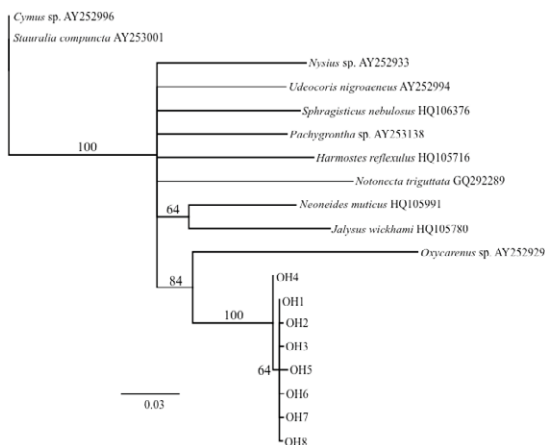 Cymus sp. AY252996
Stauralia compuncta AY253001
Nysius sp. AY252933
Udeocoris nigroaeneus AY252994
Sphragisticus nebulosus HQ106376
Pachygrontha sp. AY253138
100
Harmostes reflexulus HQ105716
Notonecta triguttata GQ292289
Neoneides muticus HQ105991
64
Jalysus wickhami HQ105780
Oxycarenus sp. AY252929
84
OH4
OH1
100
OH2
OH3
64
OH5
OH6
OH7
OH8
0.03